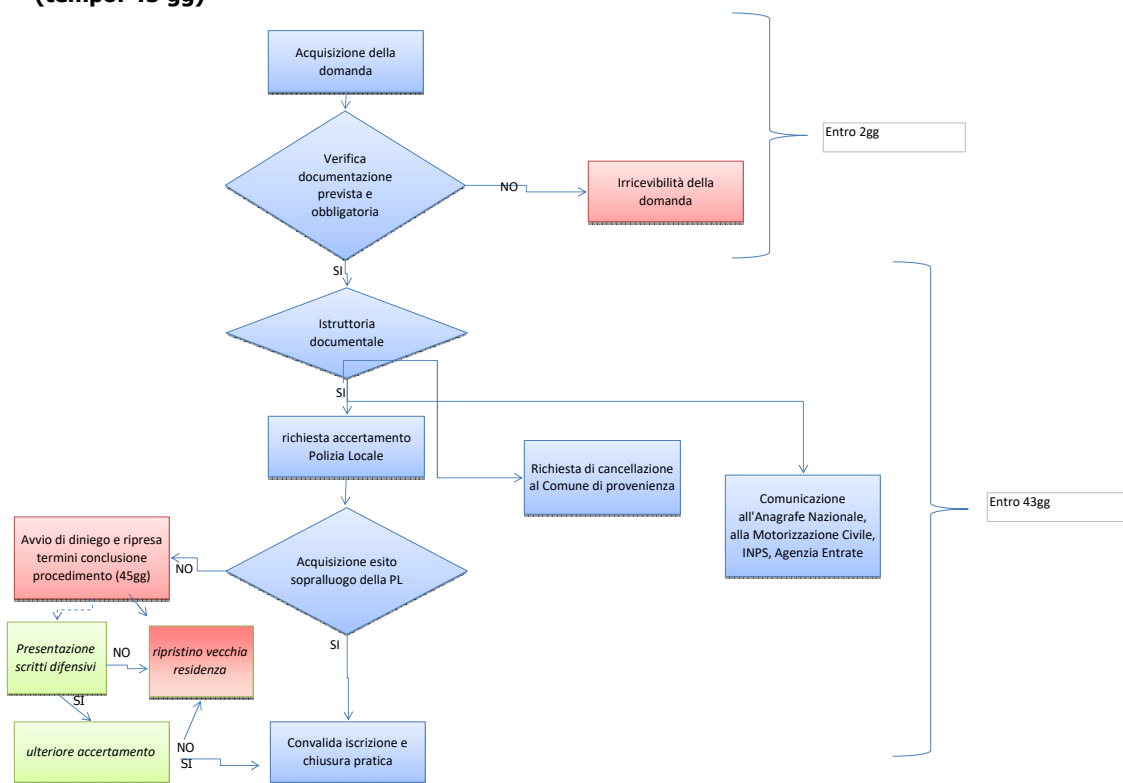 Acquisizione della
domanda
Entro 2gg
Verifica
documentazione
prevista e
obbligatoria
NO
Irricevibilità della
domanda
SI
Istruttoria
documentale
SI
richiesta accertamento
Polizia Locale
Richiesta di cancellazione
al Comune di provenienza
Comunicazione
all'Anagrafe Nazionale,
alla Motorizzazione Civile,
INPS, Agenzia Entrate
Entro 43gg
Avvio di diniego e ripresa
termini conclusione
procedimento (45gg)
NO
Acquisizione esito
sopralluogo della PL
SI
Presentazione
scritti difensivi
NO
ripristino vecchia
residenza
SI
ulteriore accertamento
NO
SI
Convalida iscrizione e
chiusura pratica